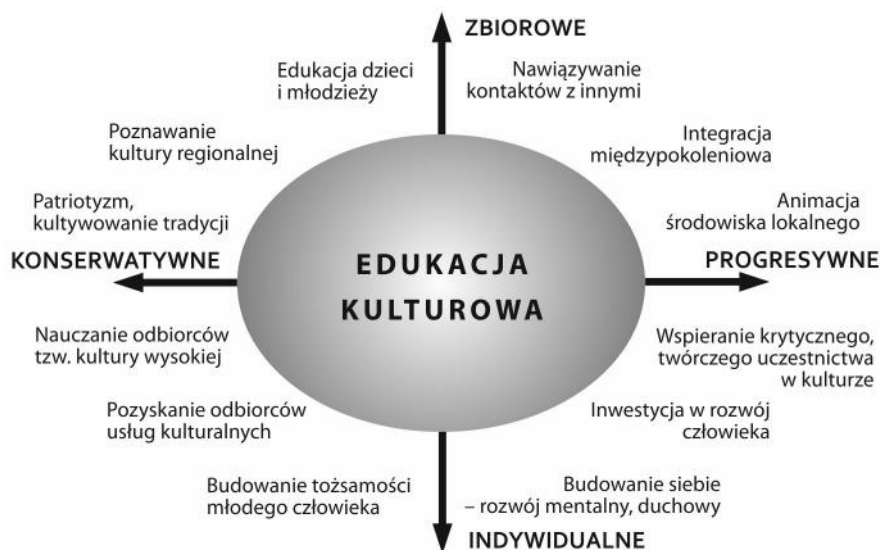 ZBIOROWE
Edukacja dzieci
i młodzieży
Nawiązywanie
kontaktów z innymi
Poznawanie
kultury regionalnej
Integracja
międzypokoleniowa
Patriotyzm,
kultywowanie tradycji
Animacja
środowiska lokalnego
KONSERWATYWNE
EDUKACJA
KULTUROWA
PROGRESYWNE
Nauczanie odbiorców
tzw. kultury wysokiej
Wspieranie krytycznego,
twórczego uczestnictwa
w kulturze
Pozyskanie odbiorców
usług kulturalnych
Inwestycja w rozwój
człowieka
Budowanie tożsamości
młodego człowieka
Budowanie siebie
– rozwój mentalny, duchowy
INDYWIDUALNE